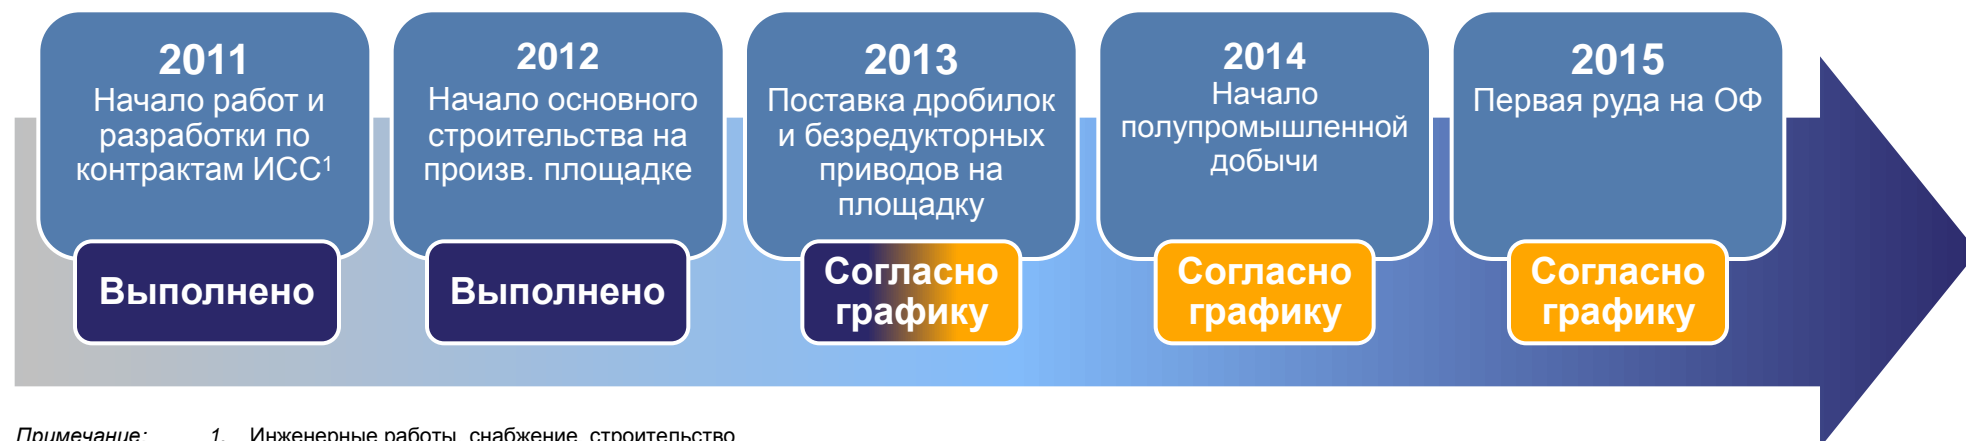 2011
Начало работ и
разработки по
контрактам ИСС1
Выполнено
2012
Начало основного
строительства на
произв. площадке
Выполнено
2013
Поставка дробилок
и безредукторных
приводов на
площадку
Согласно
графику
2014
Начало
полупромышленной
добычи
Согласно
графику
2015
Первая руда на ОФ
Согласно
графику
Примечание: 1. Инженерные работы, снабжение, строительство